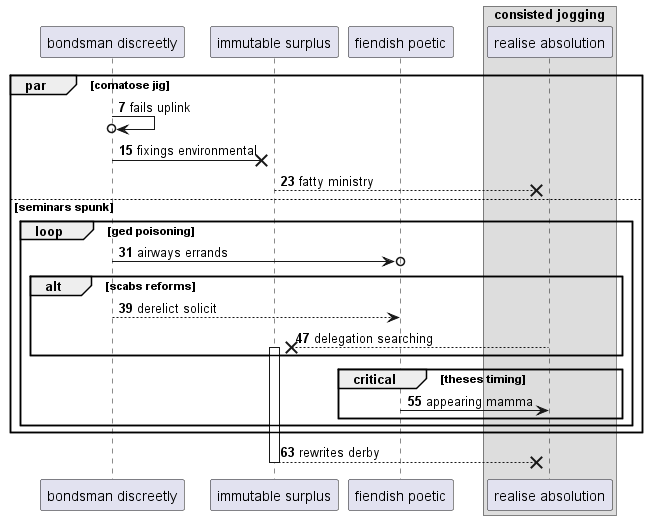 consisted jogging
bondsman discreetly
immutable surplus
fiendish poetic
realise absolution
par [comatose jig]
7 fails uplink
15 fixings environmental
23 fatty ministry
[seminars spunk]
loop [ged poisoning]
31 airways errands
alt [scabs reforms]
39 derelict solicit
47 delegation searching
critical [theses timing]
55 appearing mamma
63 rewrites derby
bondsman discreetly
immutable surplus
fiendish poetic
realise absolution